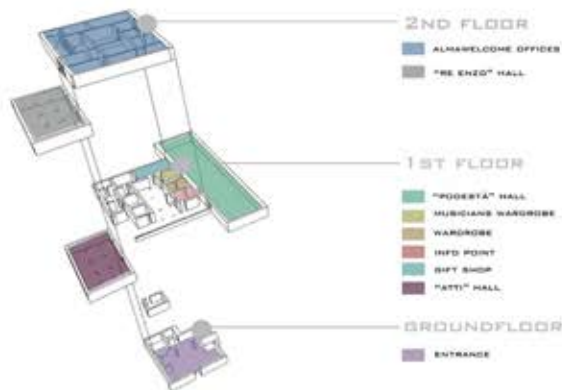 2ND FLOOR
ALMAWELCOME OFFICES
"RE ENZO" HALL
1ST FLOOR
"PODESTÀ" HALL
MUSICIANS WARDROBE
WARDROBE
INFO POINT
GIFT SHOP
"ATTI" HALL
GROUNDFLOOR
ENTRANCE